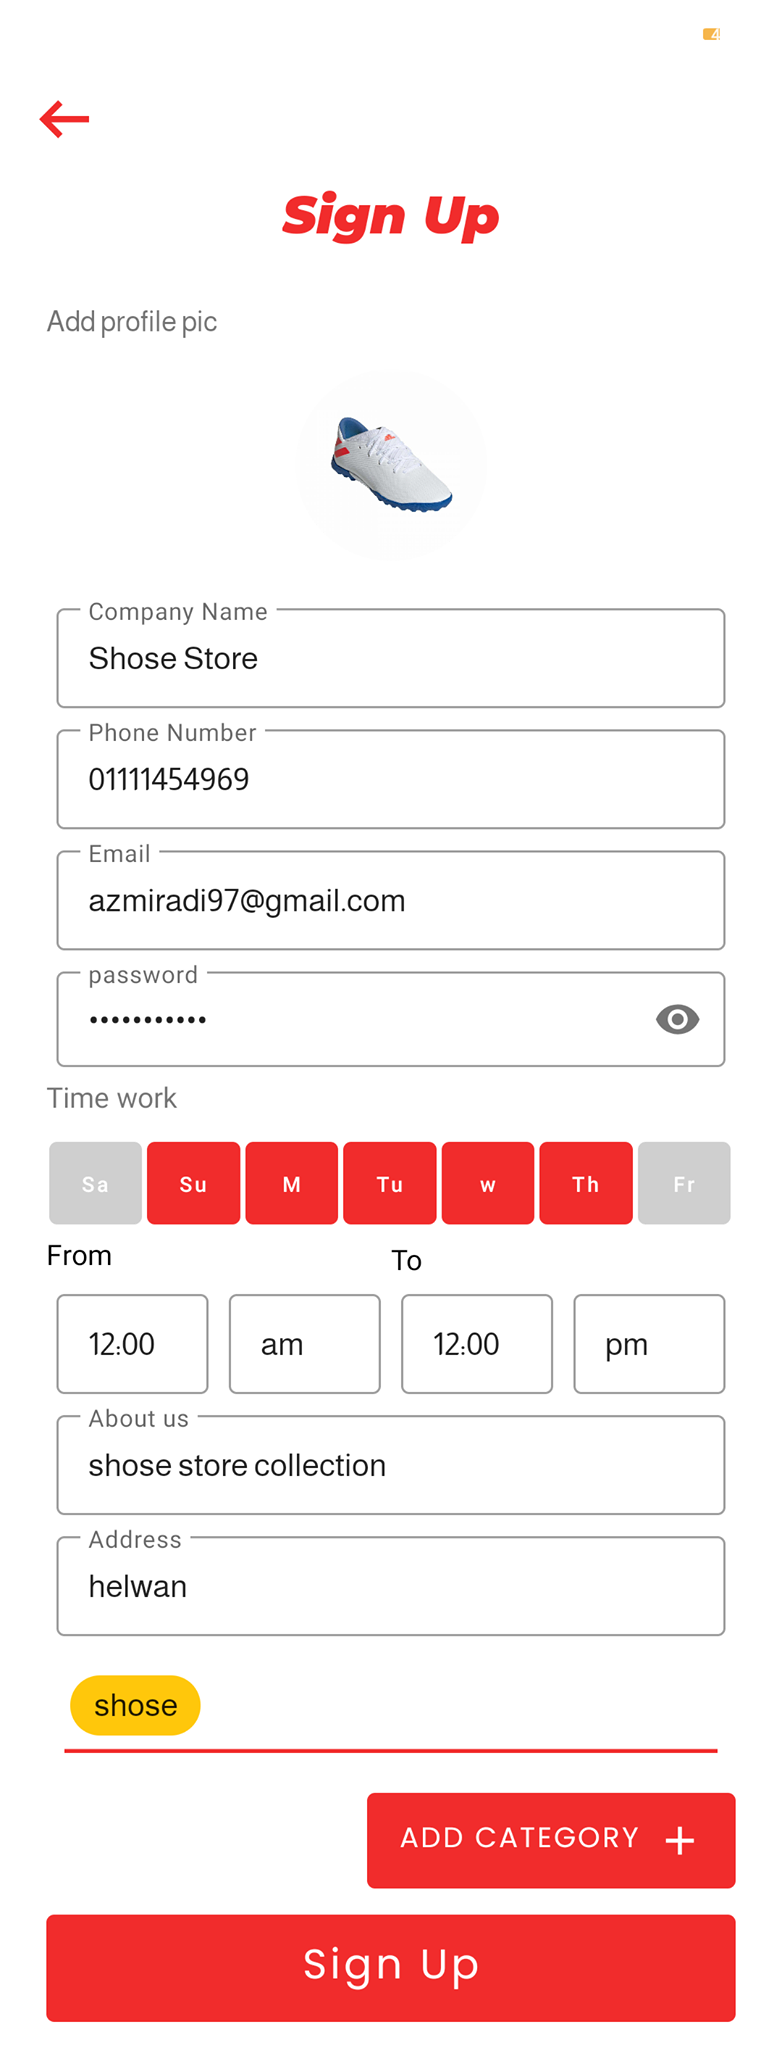 4
Sign Up
Add profile pic
Company Name
Shose Store
Phone Number
01111454969
Email
azmiradi97@gmail.com
password
•••••••••••
Time work
Sa Su M Tu w Th Fr
From To
12:00 am 12:00 pm
About us
shose store collection
Address
helwan
shose
ADD CATEGORY +
Sign Up